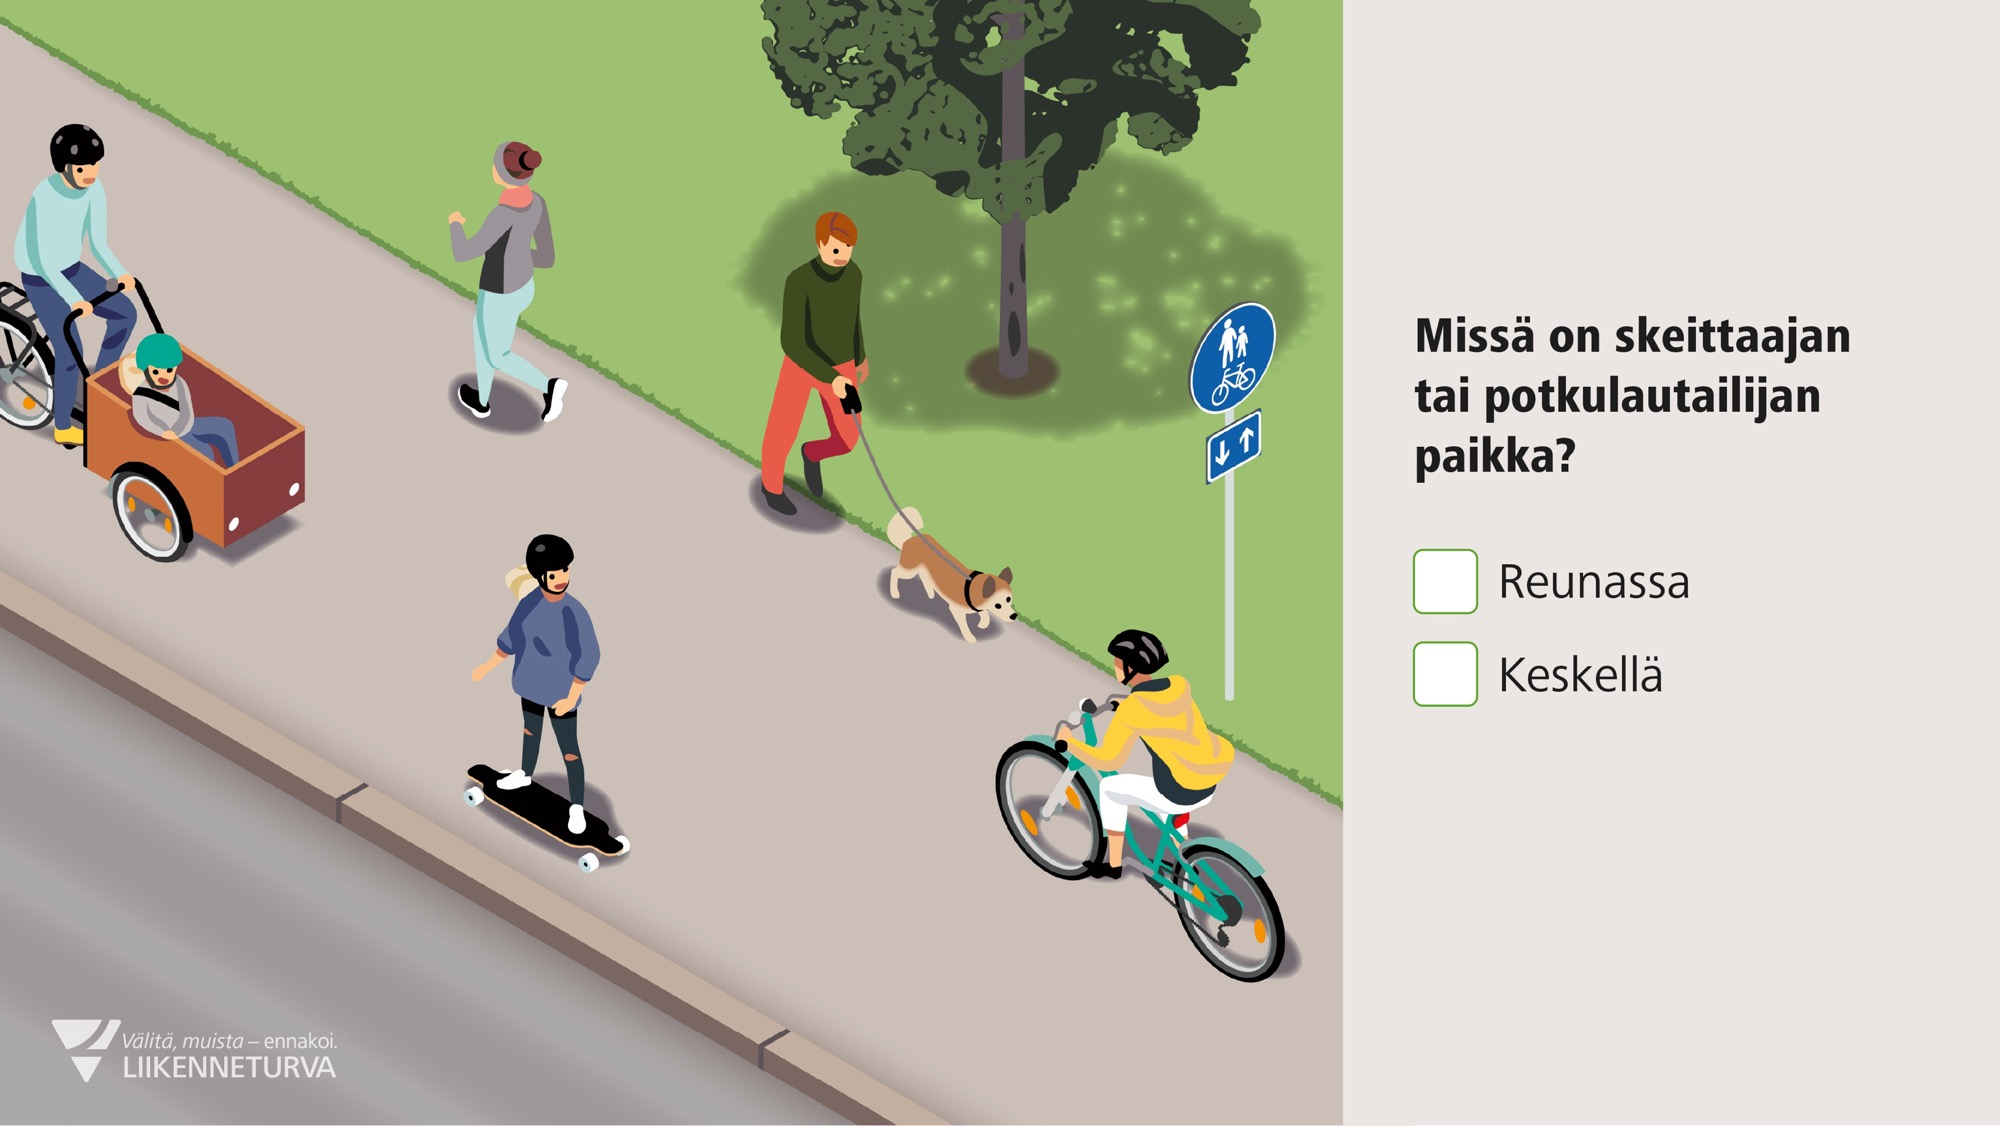 Missä on skeittaajan
tai potkulautailijan
paikka?
Reunassa
Keskellä
Välitä, muista – ennakoi.
LIIKENNETURVA